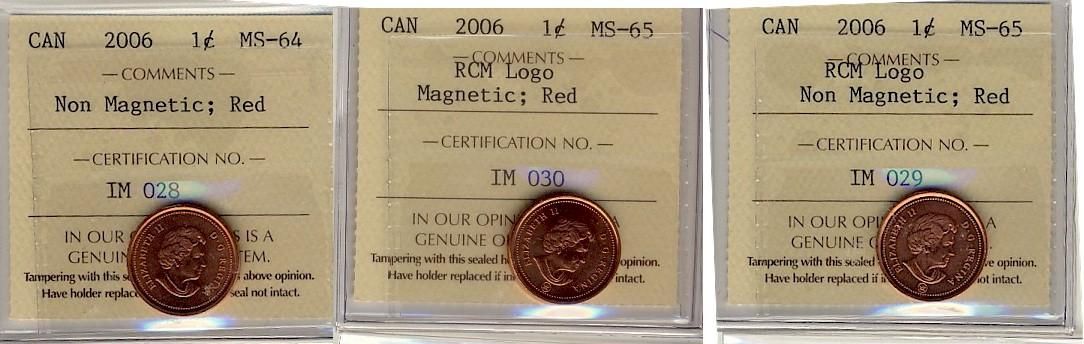 CAN 2006 1¢ MS-64
— COMMENTS —
Non Magnetic; Red
— CERTIFICATION NO. —
IM 028
IN OUR IS A
GENUIN TEM.
Tampering with this se above opinion.
Have holder replace seal not intact.
ELIZABETH II D·G·REGINA
CAN 2006 1¢ MS-65
— COMMENTS —
RCM Logo
Magnetic; Red
— CERTIFICATION NO. —
IM 030
IN OUR OPIN A
GENUINE
Tampering with this sealed h opinion.
Have holder replaced if in intact.
ELIZABETH II D·G·REGINA
CAN 2006 1¢ MS-65
— COMMENTS —
RCM Logo
Non Magnetic; Red
— CERTIFICATION NO. —
IM 029
IN OUR OPI A
GENUINE
Tampering with this sealed ve opinion.
Have holder replaced if not intact.
ELIZABETH II D·G·REGINA